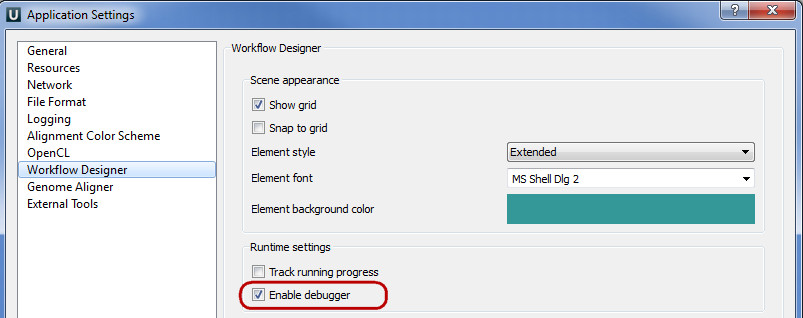 Application Settings
General
Resources
Network
File Format
Logging
Alignment Color Scheme
OpenCL
Workflow Designer
Genome Aligner
External Tools
Workflow Designer
Scene appearance
Show grid
Snap to grid
Element style Extended
Element font MS Shell Dlg 2
Element background color
Runtime settings
Track running progress
Enable debugger